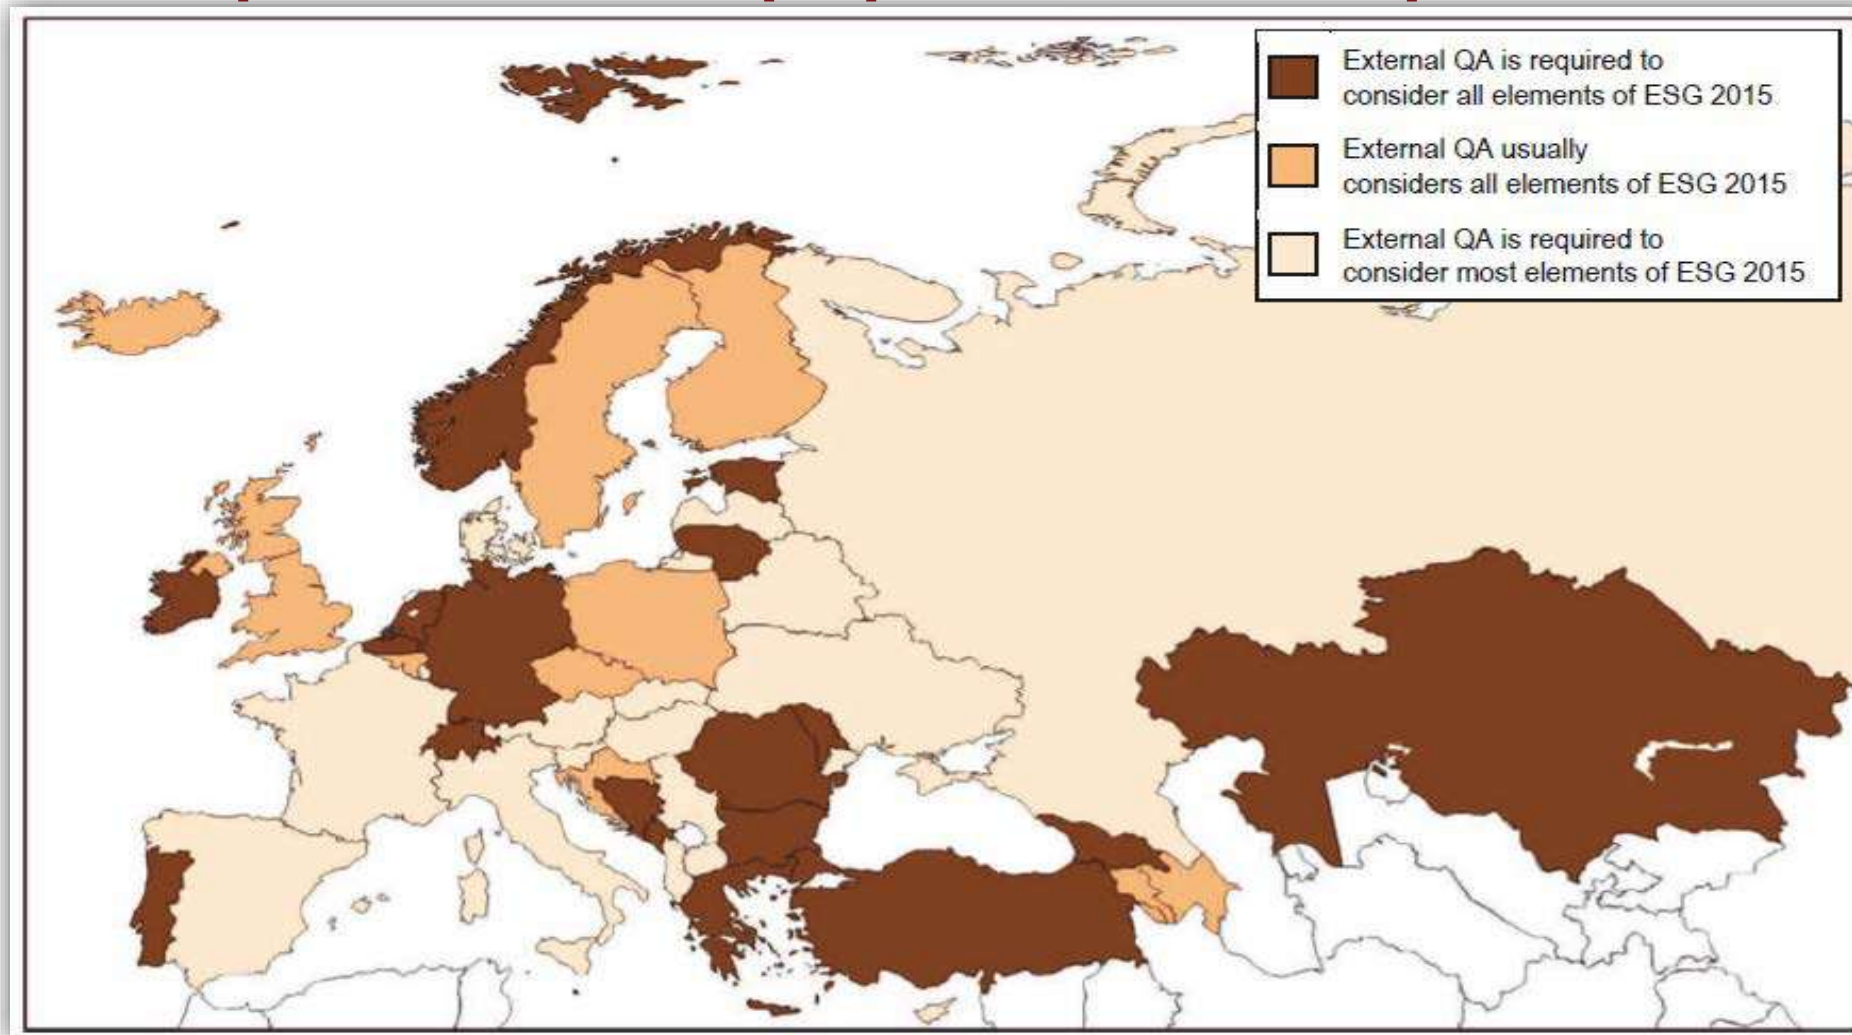 External QA is required to
consider all elements of ESG 2015
External QA usually
considers all elements of ESG 2015
External QA is required to
consider most elements of ESG 2015